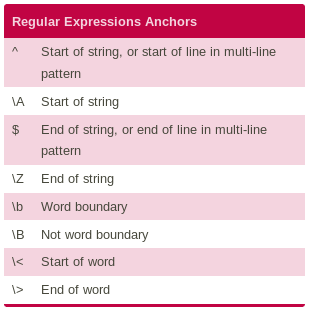 Regular Expressions Anchors
^ Start of string, or start of line in multi-line
pattern
\A Start of string
$ End of string, or end of line in multi-line
pattern
\Z End of string
\b Word boundary
\B Not word boundary
\< Start of word
\> End of word